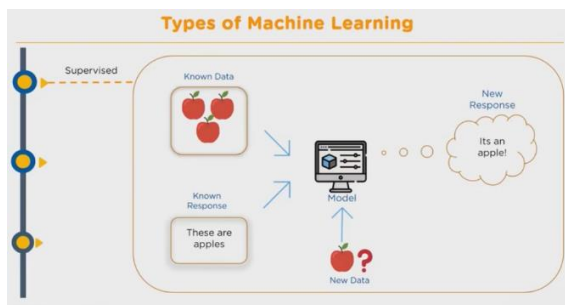 Types of Machine Learning
Supervised
Known Data
New
Response
Its an
apple!
Known
Response
Model
These are
apples
?
New Data